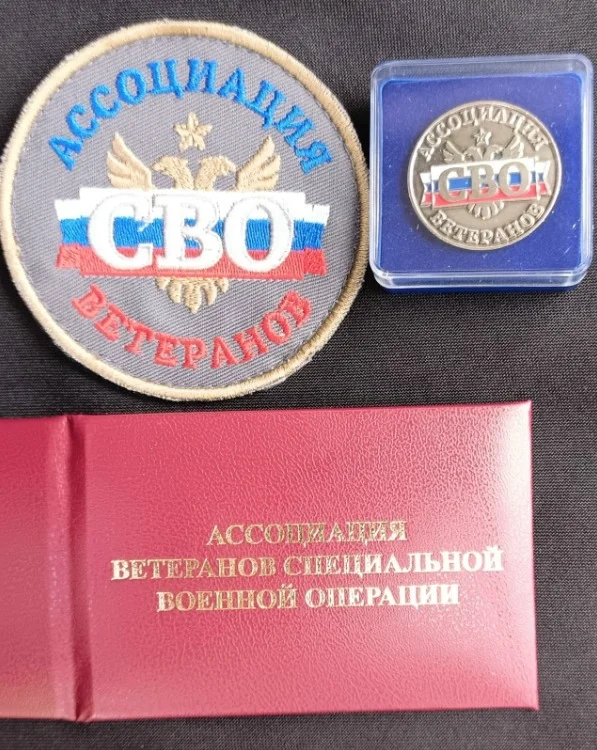 АССОЦИАЦИЯ
СВО
ВЕТЕРАНОВ
АССОЦИАЦИЯ
СВО
ВЕТЕРАНОВ
АССОЦИАЦИЯ
ВЕТЕРАНОВ СПЕЦИАЛЬНОЙ
ВОЕННОЙ ОПЕРАЦИИ